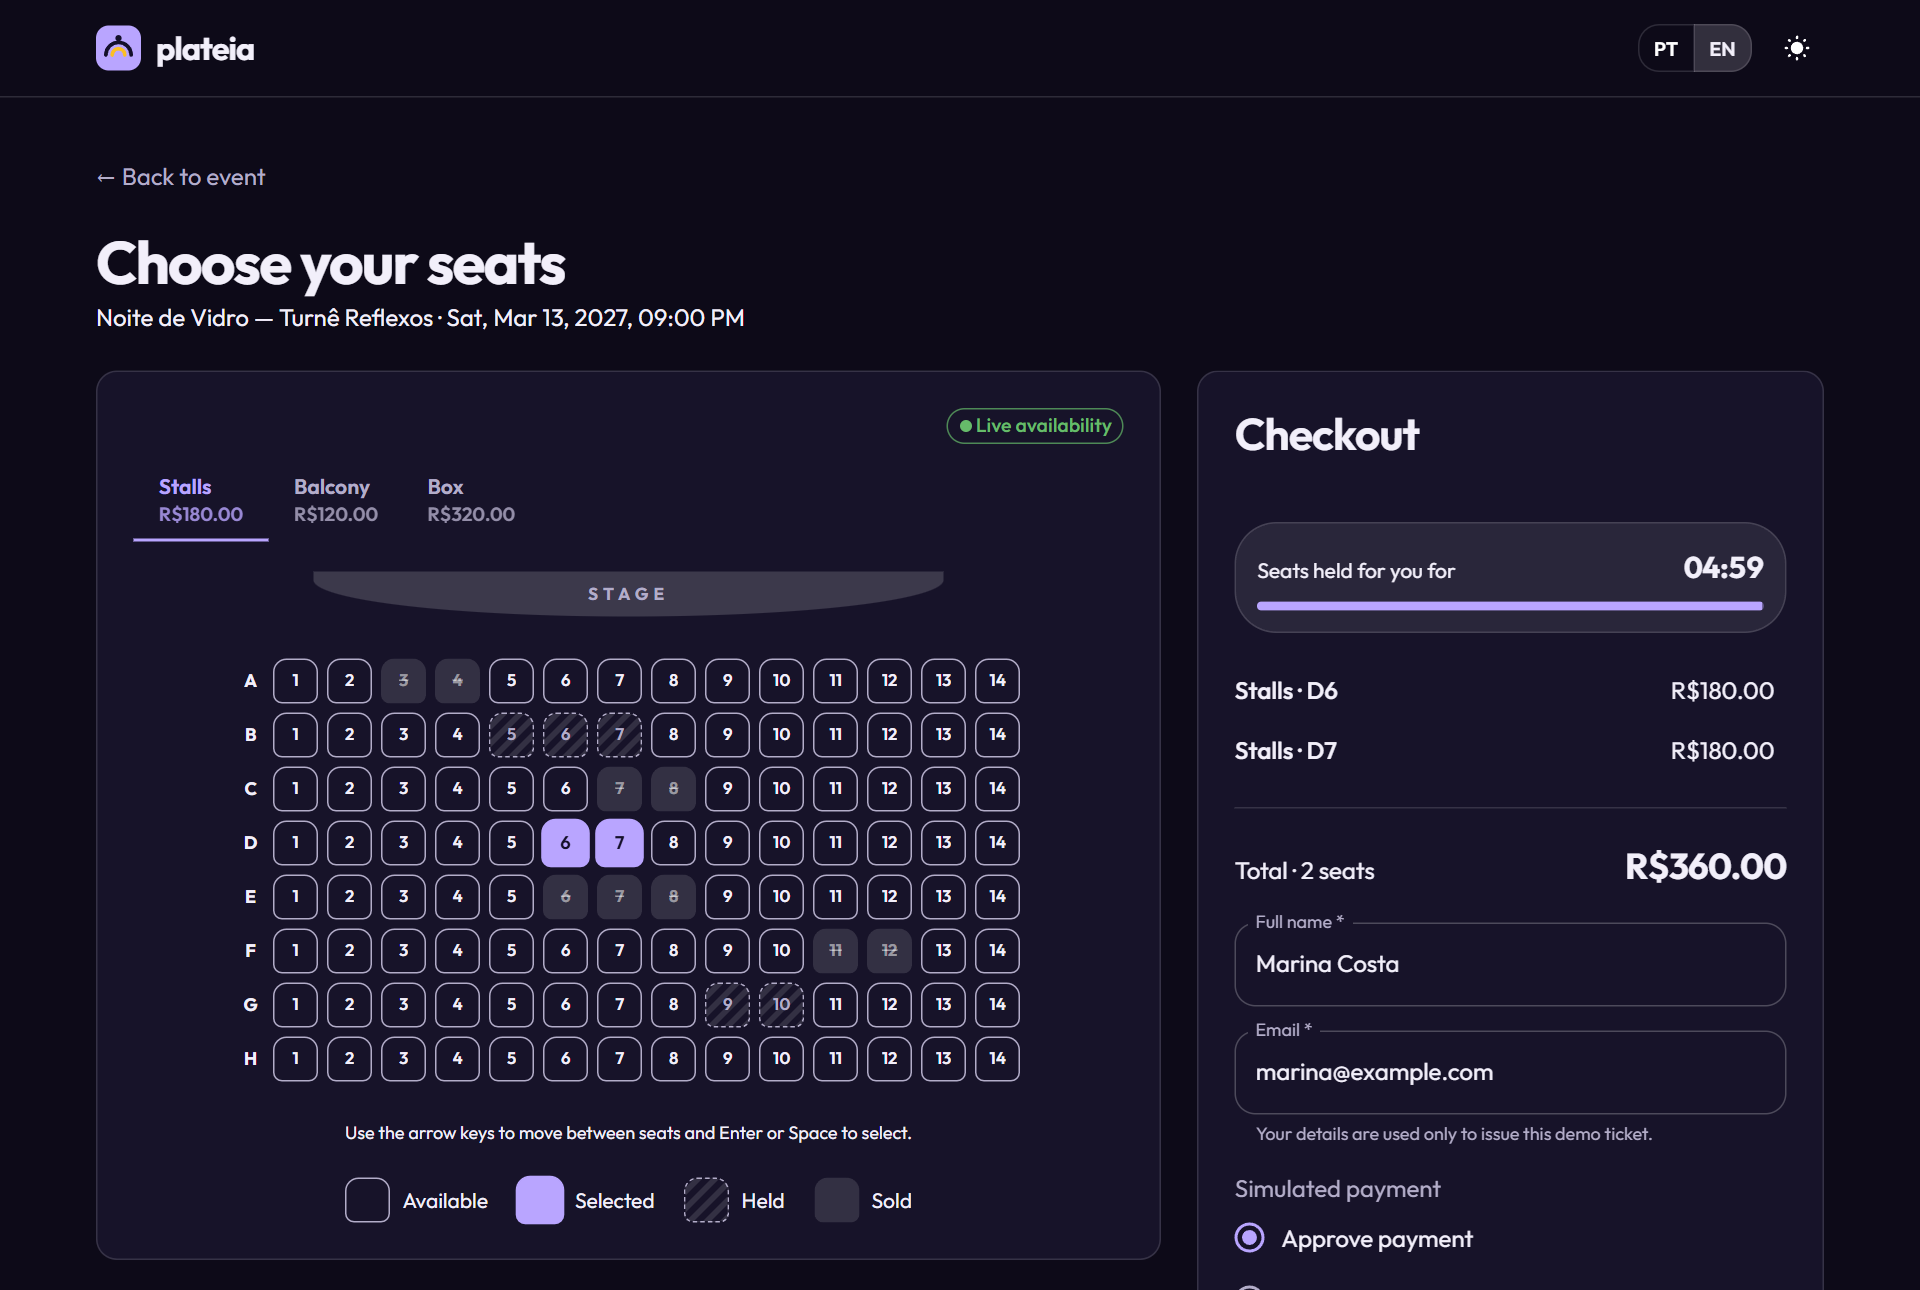 plateia
PT EN
← Back to event
Choose your seats
Noite de Vidro — Turnê Reflexos · Sat, Mar 13, 2027, 09:00 PM
Live availability
Stalls Balcony Box
R$180.00 R$120.00 R$320.00
STAGE
A 1 2 3 4 5 6 7 8 9 10 11 12 13 14
B 1 2 3 4 5 6 7 8 9 10 11 12 13 14
C 1 2 3 4 5 6 7 8 9 10 11 12 13 14
D 1 2 3 4 5 6 7 8 9 10 11 12 13 14
E 1 2 3 4 5 6 7 8 9 10 11 12 13 14
F 1 2 3 4 5 6 7 8 9 10 11 12 13 14
G 1 2 3 4 5 6 7 8 9 10 11 12 13 14
H 1 2 3 4 5 6 7 8 9 10 11 12 13 14
Use the arrow keys to move between seats and Enter or Space to select.
Available Selected Held Sold
Checkout
Seats held for you for 04:59
Stalls · D6 R$180.00
Stalls · D7 R$180.00
Total · 2 seats R$360.00
Full name *
Marina Costa
Email *
marina@example.com
Your details are used only to issue this demo ticket.
Simulated payment
Approve payment